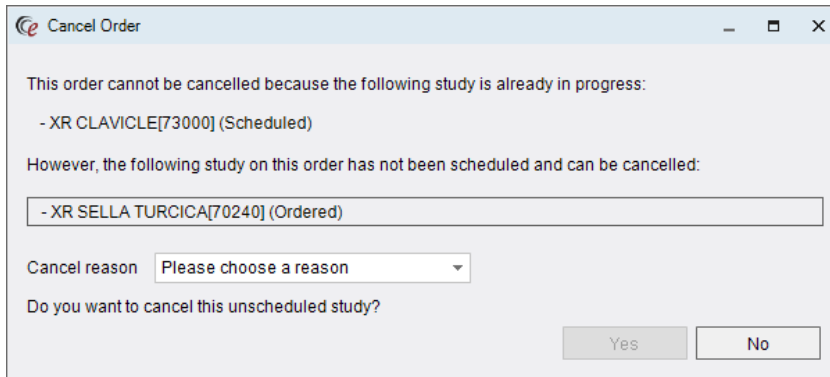 Cancel Order
This order cannot be cancelled because the following study is already in progress:
- XR CLAVICLE[73000] (Scheduled)
However, the following study on this order has not been scheduled and can be cancelled:
- XR SELLA TURCICA[70240] (Ordered)
Cancel reason Please choose a reason
Do you want to cancel this unscheduled study?
Yes No